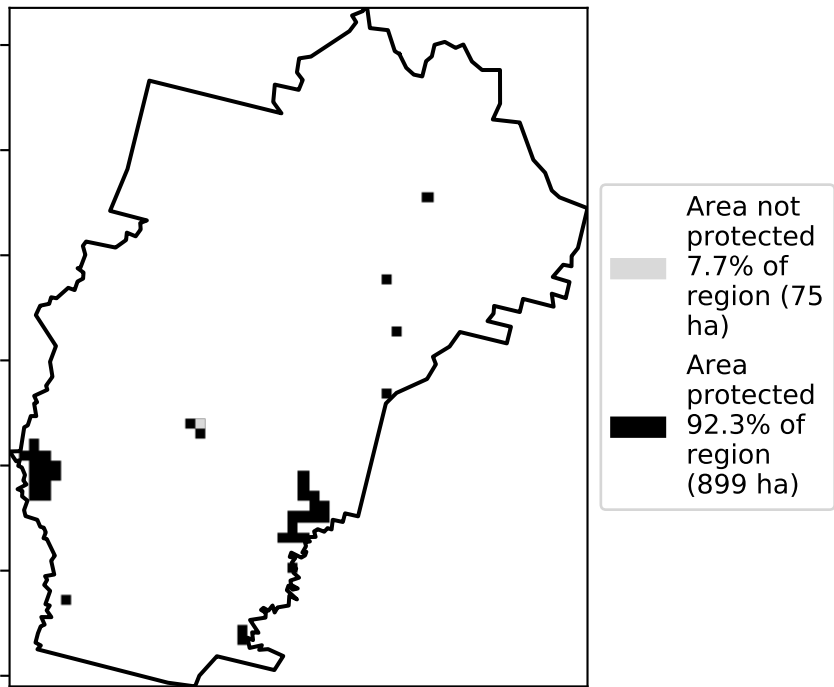 Area not
protected
7.7% of
region (75
ha)
Area
protected
92.3% of
region
(899 ha)